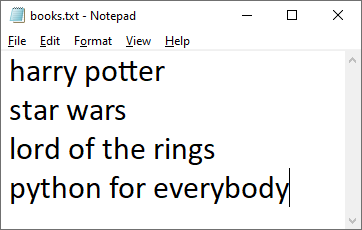 books.txt - Notepad
File Edit Format View Help
harry potter
star wars
lord of the rings
python for everybody